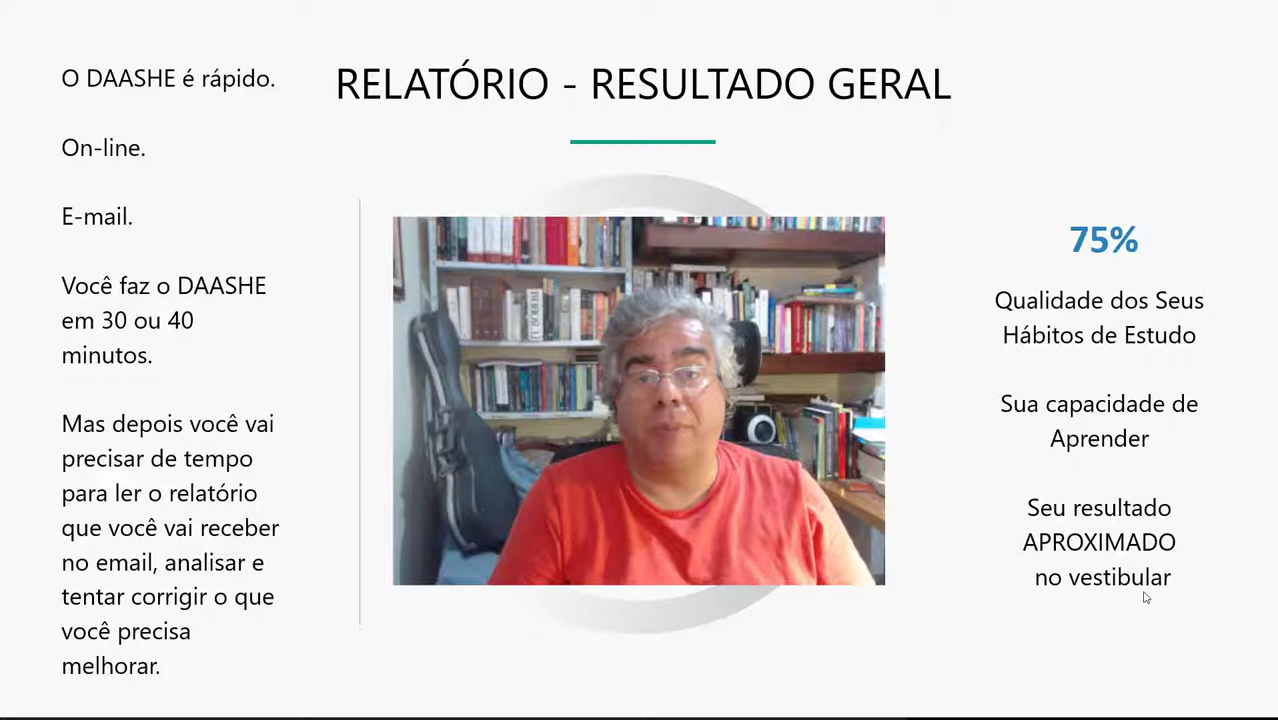 RELATÓRIO - RESULTADO GERAL
O DAASHE é rápido.
On-line.
E-mail.
Você faz o DAASHE
em 30 ou 40
minutos.
Mas depois você vai
precisar de tempo
para ler o relatório
que você vai receber
no email, analisar e
tentar corrigir o que
você precisa
melhorar.
75%
Qualidade dos Seus
Hábitos de Estudo
Sua capacidade de
Aprender
Seu resultado
APROXIMADO
no vestibular